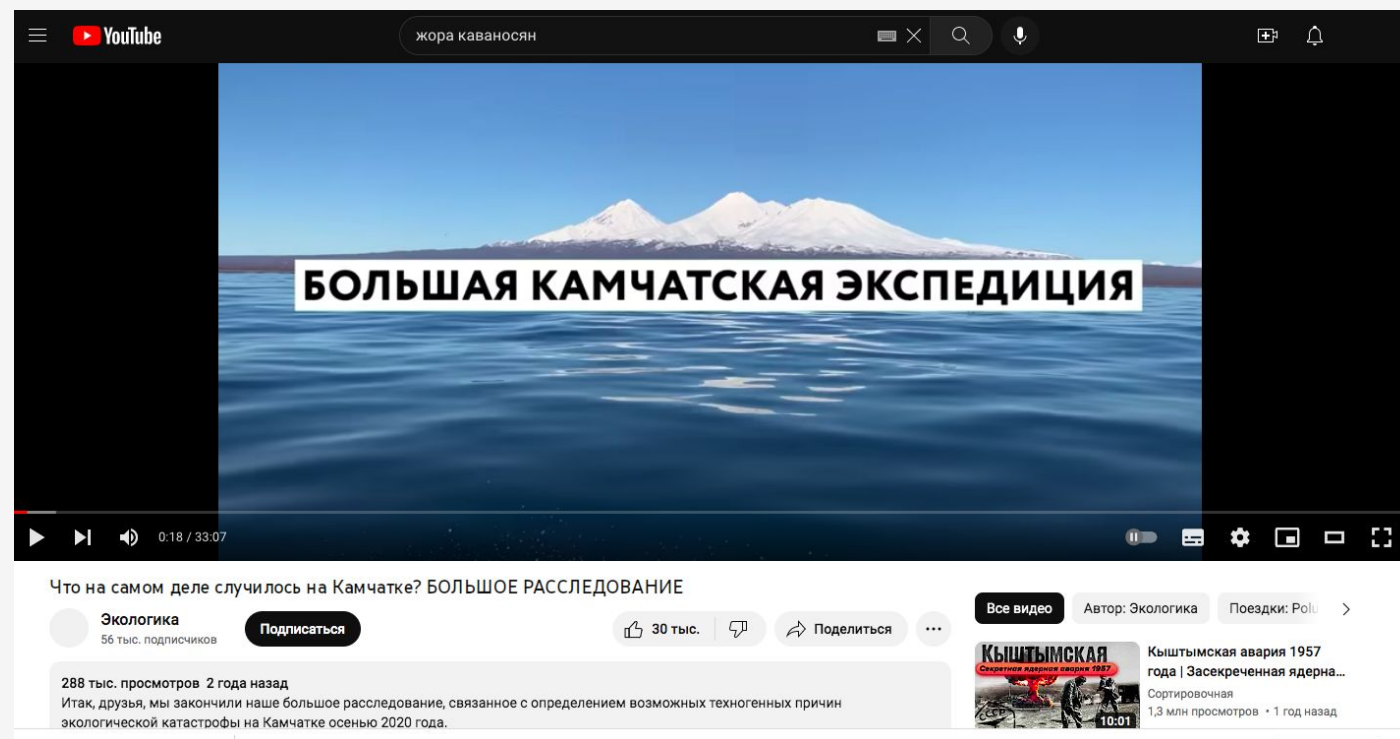 YouTube
жора каваносян
БОЛЬШАЯ КАМЧАТСКАЯ ЭКСПЕДИЦИЯ
0:18 / 33:07
Что на самом деле случилось на Камчатке? БОЛЬШОЕ РАССЛЕДОВАНИЕ
Экологика
56 тыс. подписчиков
Подписаться
30 тыс.
Поделиться
288 тыс. просмотров 2 года назад
Итак, друзья, мы закончили наше большое расследование, связанное с определением возможных техногенных причин
экологической катастрофы на Камчатке осенью 2020 года.
Все видео
Автор: Экологика
Поездки: Polu
КЫШТЫМСКАЯ
Секретная ядерная авария 1957
СССР
10:01
Кыштымская авария 1957
года | Засекреченная ядерна...
Сортировочная
1,3 млн просмотров • 1 год назад